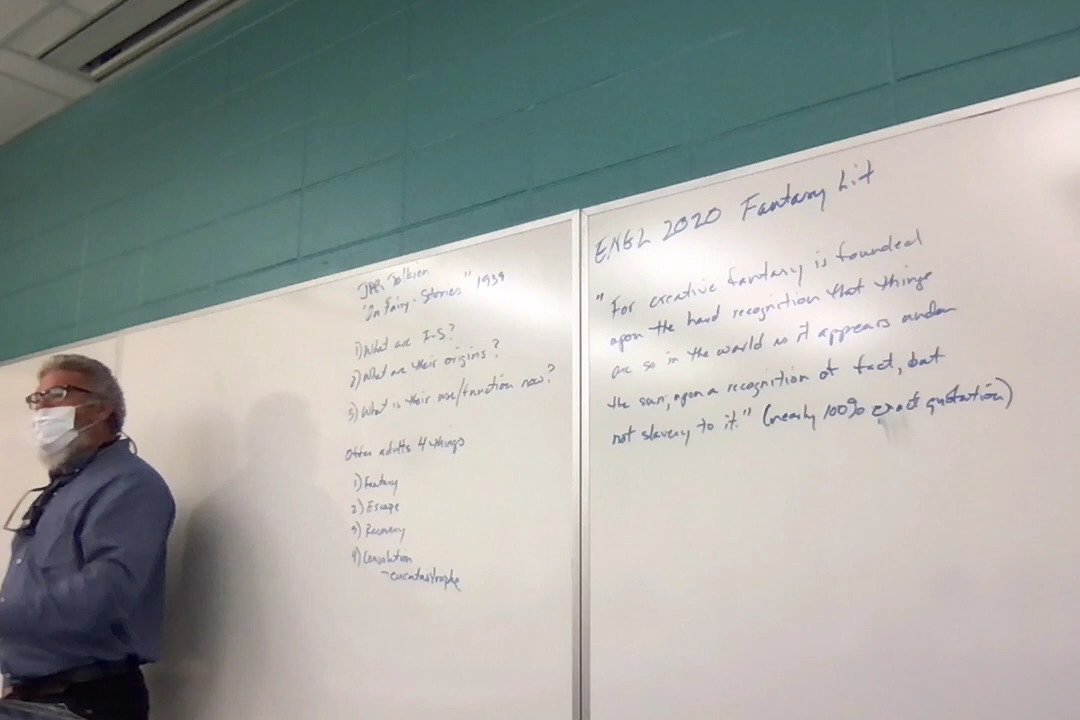 JRR Tolkien
"On Fairy-Stories" 1939
1) What are F-S?
2) What are their origins?
3) What is their use/function now?
Offer adults 4 things
1) Fantasy
2) Escape
3) Recovery
4) Consolation
-eucatastrophe
ENGL 2020 Fantasy Lit
"For creative fantasy is founded
upon the hard recognition that things
are so in the world as it appears under
the sun, upon a recognition of fact, but
not slavery to it." (nearly 100% exact quotation)